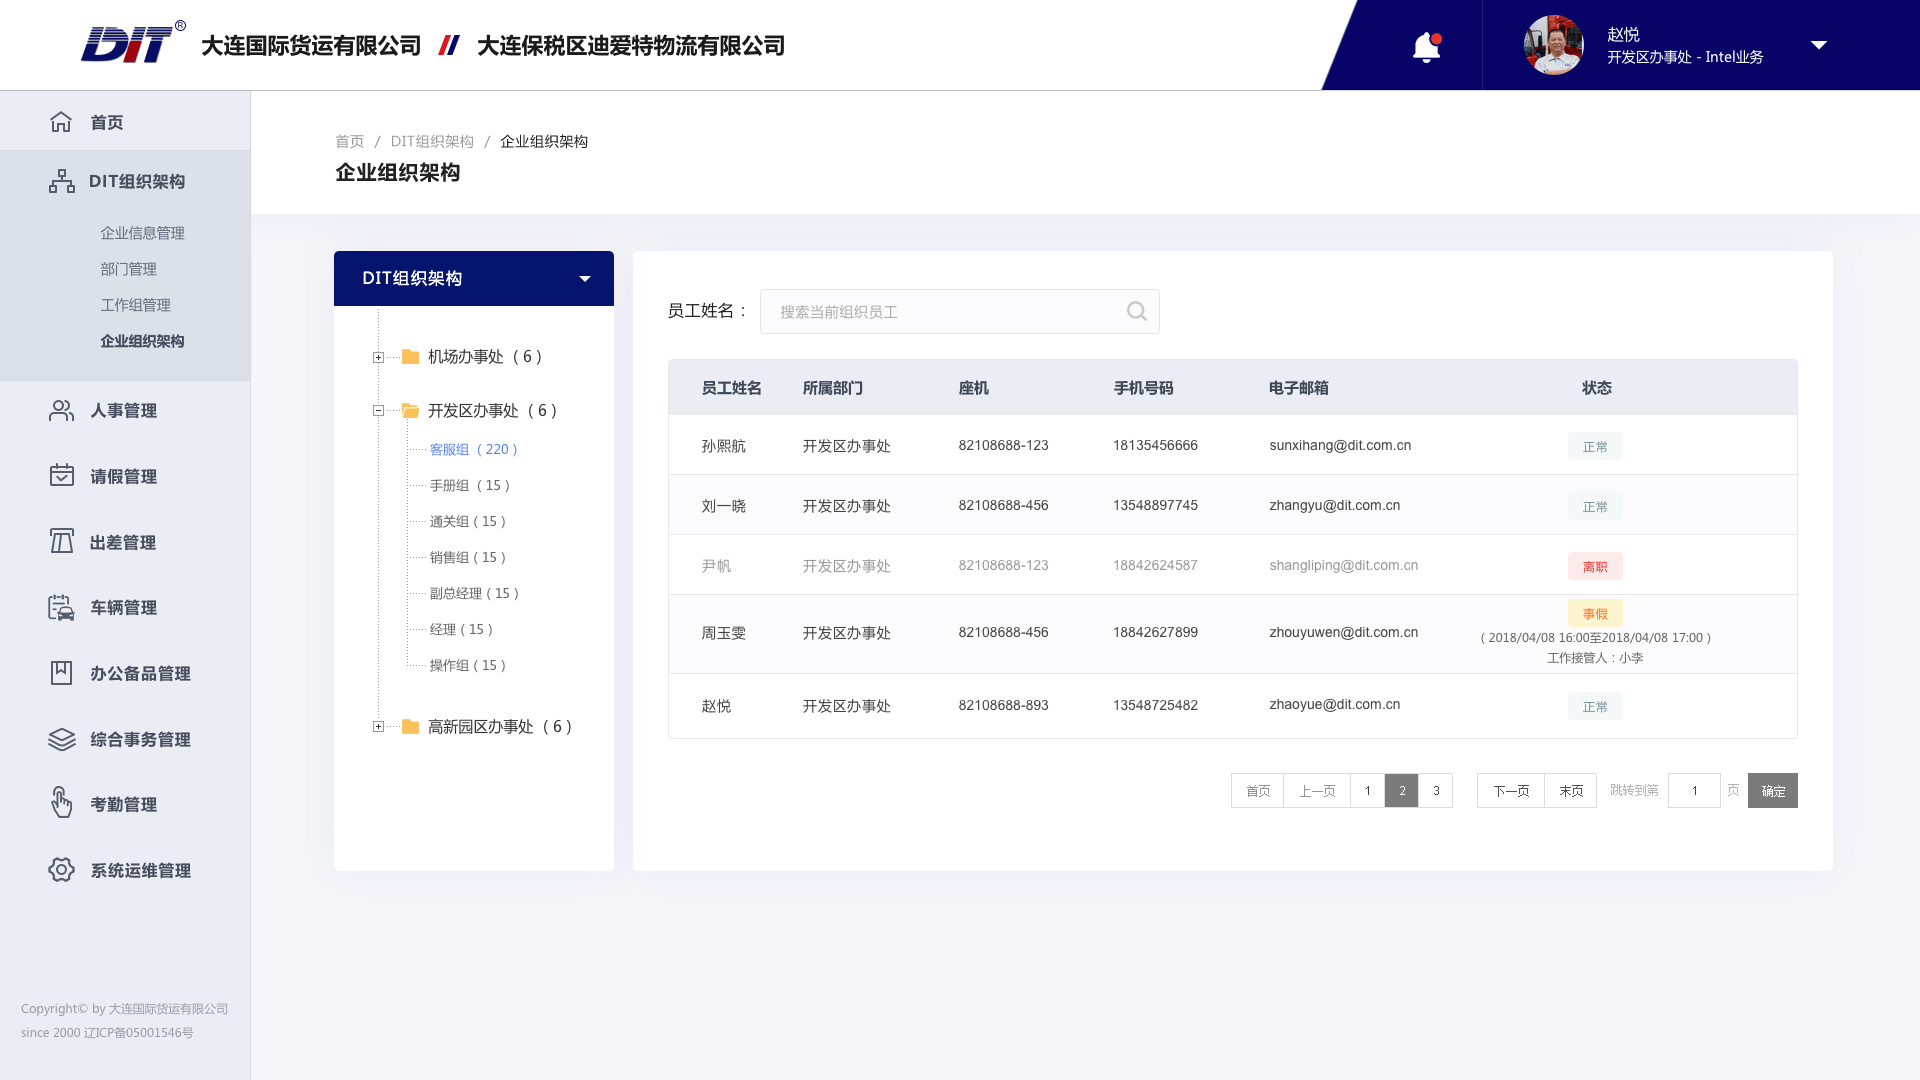 DIT®
大连国际货运有限公司 // 大连保税区迪爱特物流有限公司
赵悦
开发区办事处 - Intel业务
首页
DIT组织架构
企业信息管理
部门管理
工作组管理
企业组织架构
人事管理
请假管理
出差管理
车辆管理
办公备品管理
综合事务管理
考勤管理
系统运维管理
Copyright© by 大连国际货运有限公司
since 2000 辽ICP备05001546号
首页 / DIT组织架构 / 企业组织架构
企业组织架构
DIT组织架构
机场办事处（6）
开发区办事处（6）
客服组（220）
手册组（15）
通关组（15）
销售组（15）
副总经理（15）
经理（15）
操作组（15）
高新园区办事处（6）
员工姓名： 搜索当前组织员工
员工姓名 所属部门 座机 手机号码 电子邮箱 状态
孙熙航 开发区办事处 82108688-123 18135456666 sunxihang@dit.com.cn 正常
刘一晓 开发区办事处 82108688-456 13548897745 zhangyu@dit.com.cn 正常
尹帆 开发区办事处 82108688-123 18842624587 shangliping@dit.com.cn 离职
周玉雯 开发区办事处 82108688-456 18842627899 zhouyuwen@dit.com.cn 事假
（2018/04/08 16:00至2018/04/08 17:00）
工作接管人：小李
赵悦 开发区办事处 82108688-893 13548725482 zhaoyue@dit.com.cn 正常
首页 上一页 1 2 3 下一页 末页 跳转到第 1 页 确定